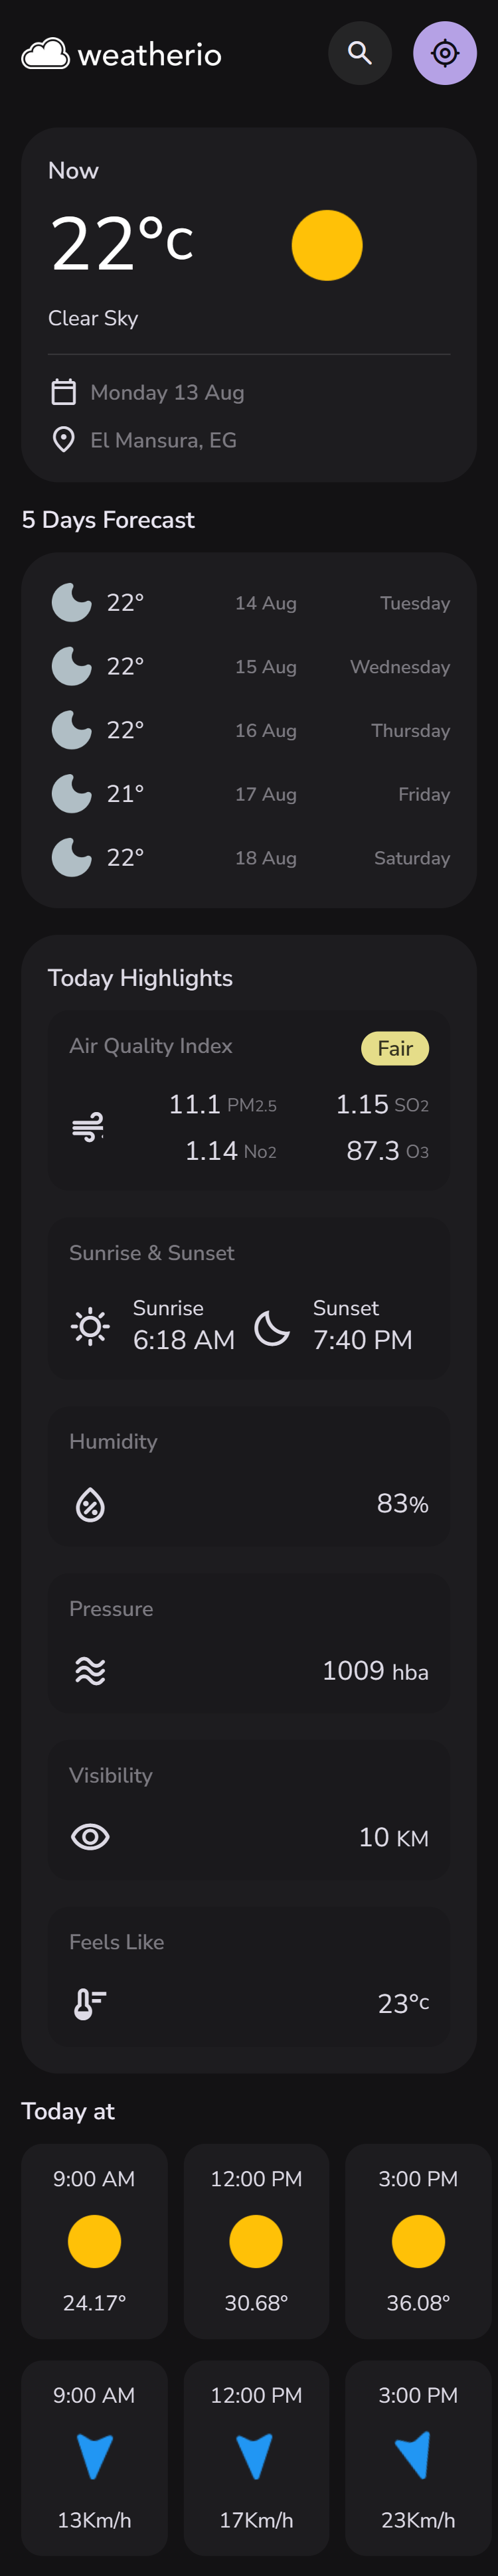 weatherio
Now
22°c
Clear Sky
Monday 13 Aug
El Mansura, EG
5 Days Forecast
22° 14 Aug Tuesday
22° 15 Aug Wednesday
22° 16 Aug Thursday
21° 17 Aug Friday
22° 18 Aug Saturday
Today Highlights
Air Quality Index Fair
11.1 PM2.5 1.15 SO2
1.14 No2 87.3 O3
Sunrise & Sunset
Sunrise Sunset
6:18 AM 7:40 PM
Humidity
83%
Pressure
1009 hba
Visibility
10 KM
Feels Like
23°c
Today at
9:00 AM 12:00 PM 3:00 PM
24.17° 30.68° 36.08°
9:00 AM 12:00 PM 3:00 PM
13Km/h 17Km/h 23Km/h